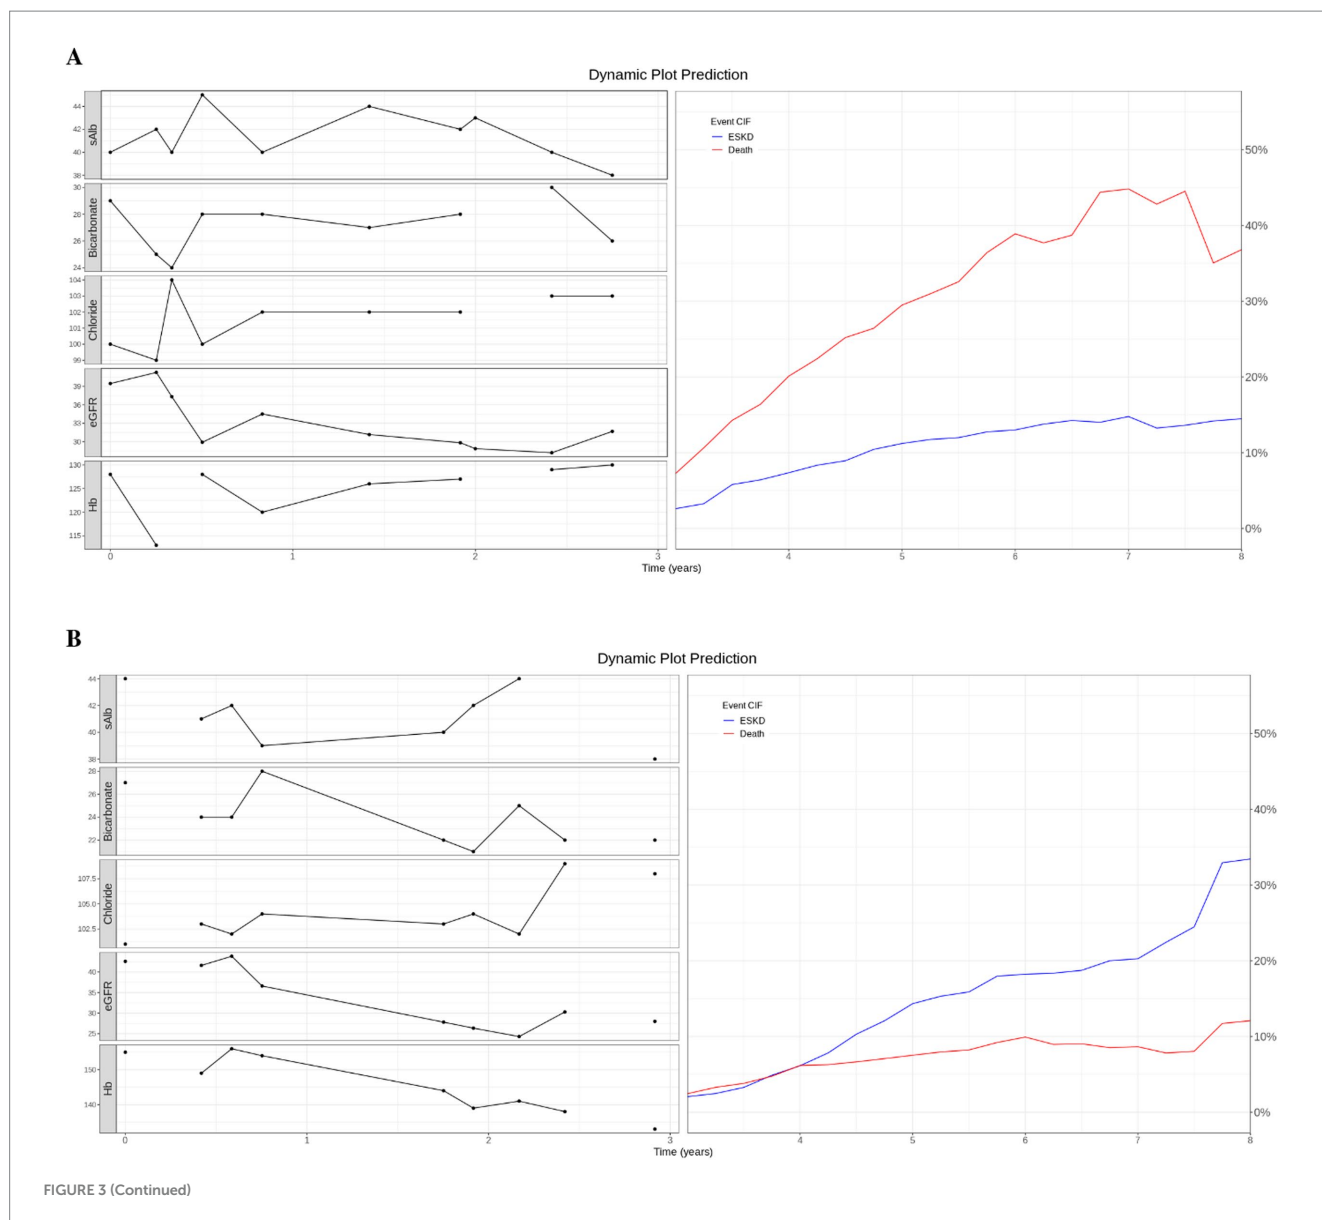 A
Dynamic Plot Prediction
sAlb
44
42
40
38
Bicarbonate
30
28
26
24
Chloride
104
103
102
101
100
99
eGFR
39
36
33
30
Hb
130
125
120
115
0 1 2 3
Event CIF
ESKD
Death
50%
40%
30%
20%
10%
0%
4 5 6 7 8
Time (years)
B
Dynamic Plot Prediction
sAlb
44
42
40
38
Bicarbonate
28
26
24
22
Chloride
107.5
105.0
102.5
eGFR
40
35
30
25
Hb
150
140
0 1 2 3
Event CIF
ESKD
Death
50%
40%
30%
20%
10%
0%
4 5 6 7 8
Time (years)
FIGURE 3 (Continued)